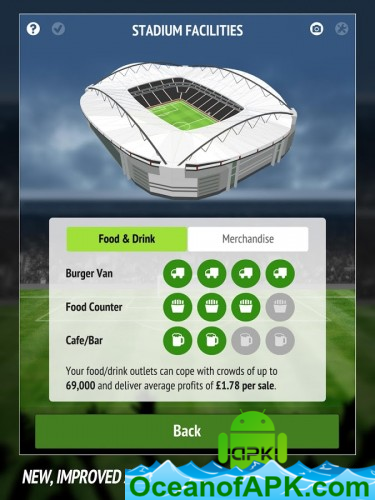 STADIUM FACILITIES
Food & Drink
Merchandise
Burger Van
Food Counter
Cafe/Bar
Your food/drink outlets can cope with crowds of up to
69,000 and deliver average profits of £1.78 per sale.
Back
APK
NEW, IMPROVED
OceanofAPK.com